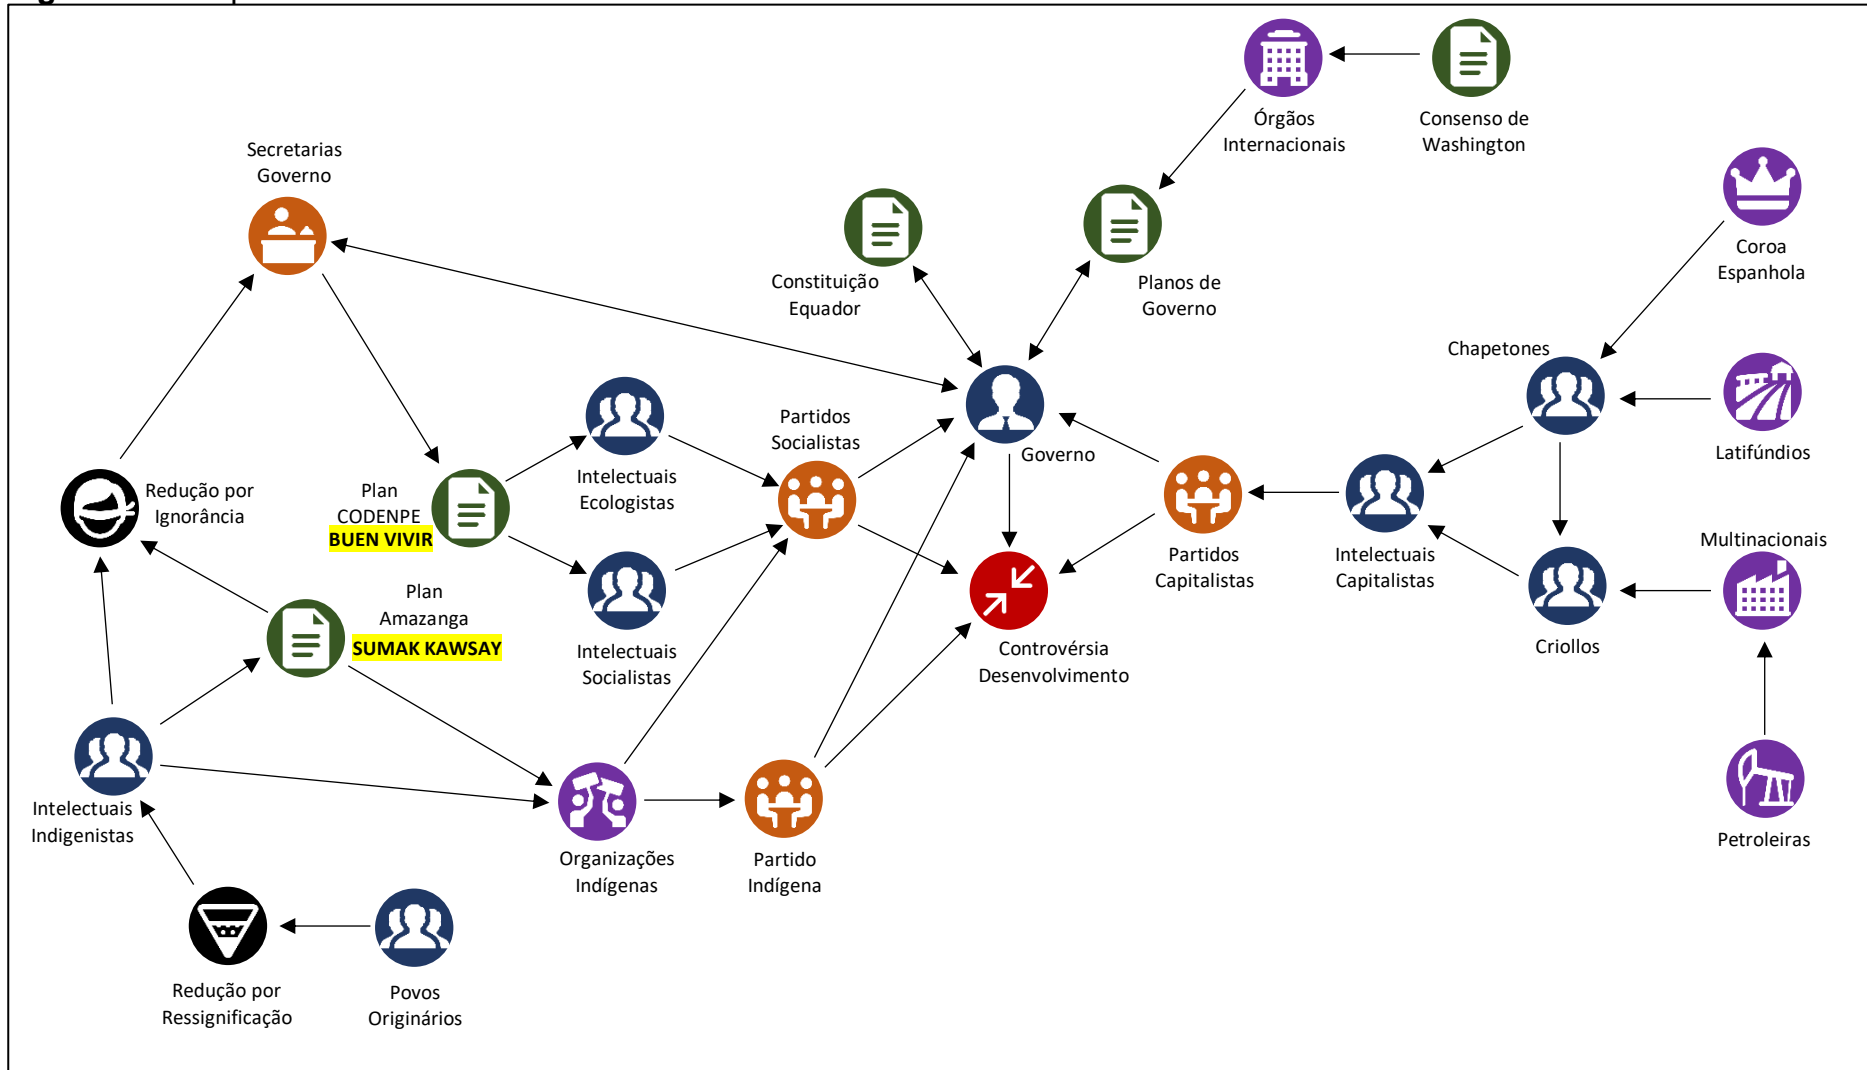 Órgãos
Internacionais
Consenso de
Washington
Secretarias
Governo
Coroa
Espanhola
Constituição
Equador
Planos de
Governo
Chapetones
Partidos
Socialistas
Governo
Latifúndios
Redução por
Ignorância
Plan
CODENPE
BUEN VIVIR
Intelectuais
Ecologistas
Partidos
Capitalistas
Intelectuais
Capitalistas
Multinacionais
Plan
Amazanga
SUMAK KAWSAY
Intelectuais
Socialistas
Controvérsia
Desenvolvimento
Criollos
Intelectuais
Indigenistas
Organizações
Indígenas
Partido
Indígena
Petroleiras
Redução por
Ressignificação
Povos
Originários